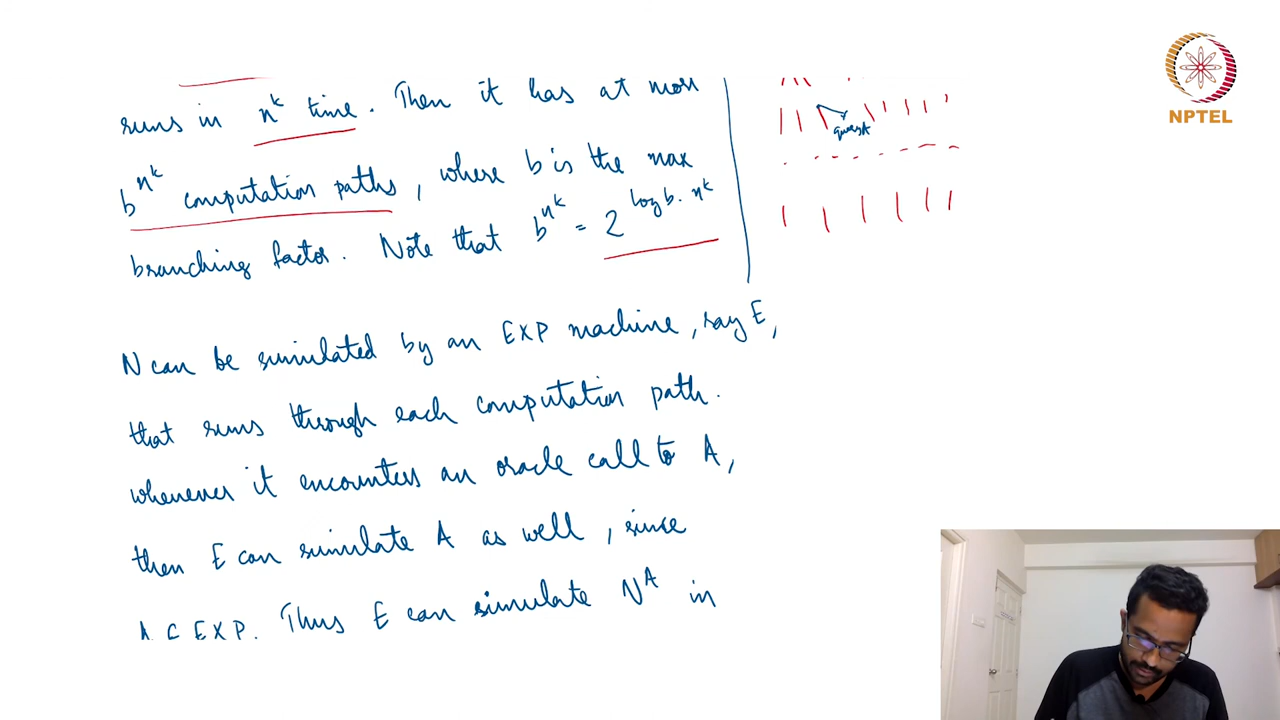 runs in n^k time. Then it has at most
b^{n^k} computation paths, where b is the max
branching factor. Note that b^{n^k} = 2^{log b. n^k}
N can be simulated by an EXP machine, say E,
that runs through each computation path.
whenever it encounters an oracle call to A,
then E can simulate A as well, since
A ∈ EXP. Thus E can simulate N^A in
query A
NPTEL